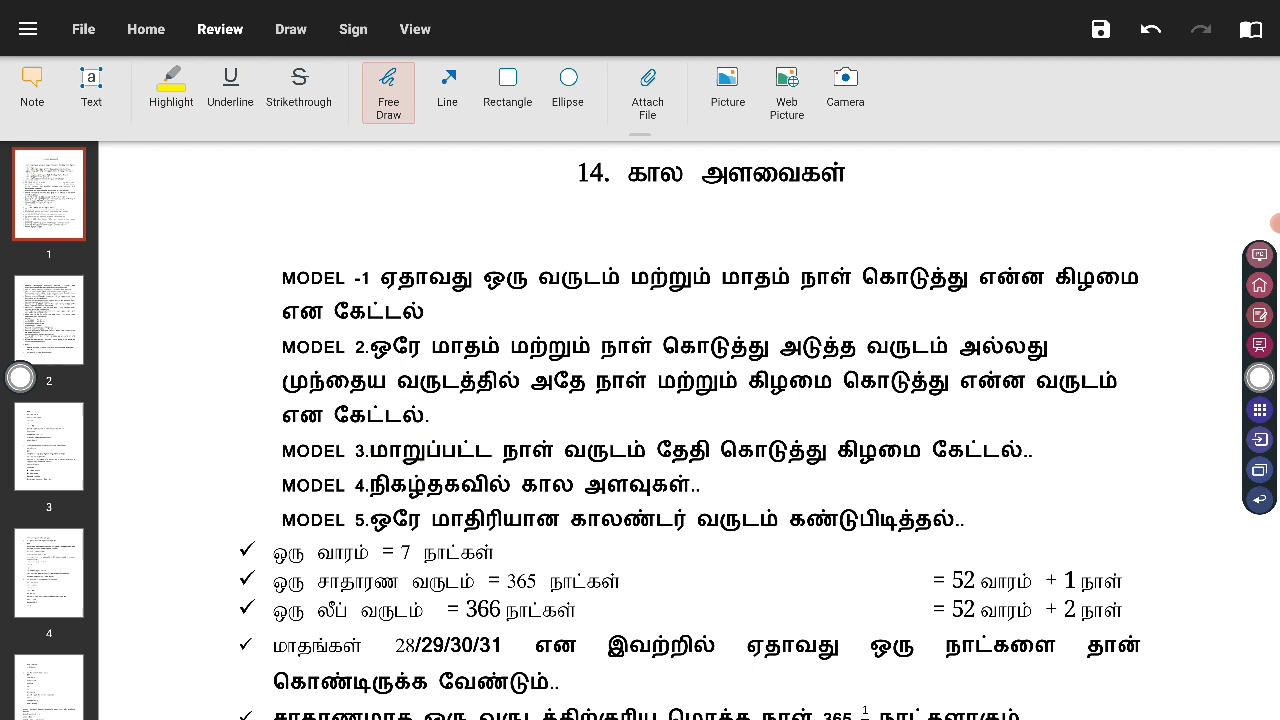 File Home Review Draw Sign View
Note Text Highlight Underline Strikethrough Free Draw Line Rectangle Ellipse Attach File Picture Web Picture Camera
14. கால அளவைகள்
MODEL -1 ஏதாவது ஒரு வருடம் மற்றும் மாதம் நாள் கொடுத்து என்ன கிழமை
என கேட்டல்
MODEL 2.ஒரே மாதம் மற்றும் நாள் கொடுத்து அடுத்த வருடம் அல்லது
முந்தைய வருடத்தில் அதே நாள் மற்றும் கிழமை கொடுத்து என்ன வருடம்
என கேட்டல்.
MODEL 3.மாறுப்பட்ட நாள் வருடம் தேதி கொடுத்து கிழமை கேட்டல்..
MODEL 4.நிகழ்தகவில் கால அளவுகள்..
MODEL 5.ஒரே மாதிரியான காலண்டர் வருடம் கண்டுபிடித்தல்..
✓ ஒரு வாரம் = 7 நாட்கள்
✓ ஒரு சாதாரண வருடம் = 365 நாட்கள் = 52 வாரம் + 1 நாள்
✓ ஒரு லீப் வருடம் = 366 நாட்கள் = 52 வாரம் + 2 நாள்
✓ மாதங்கள் 28/29/30/31 என இவற்றில் ஏதாவது ஒரு நாட்களை தான்
கொண்டிருக்க வேண்டும்..
✓ சாதாரணமாக ஒரு வருடத்திற்குரிய மொத்த நாள் 365 நாட்களாகும்
1
2
3
4